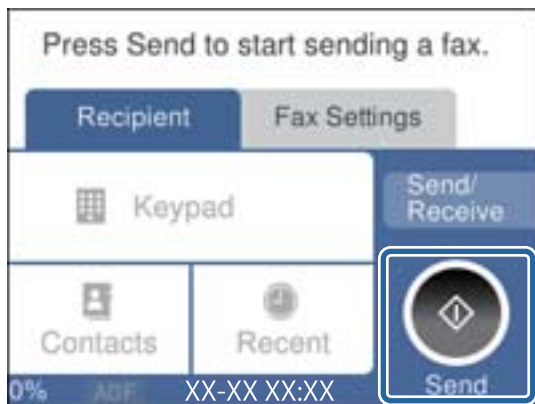 Press Send to start sending a fax.
Recipient
Fax Settings
Keypad
Send/
Receive
Contacts
Recent
0%
ADF
XX-XX XX:XX
Send